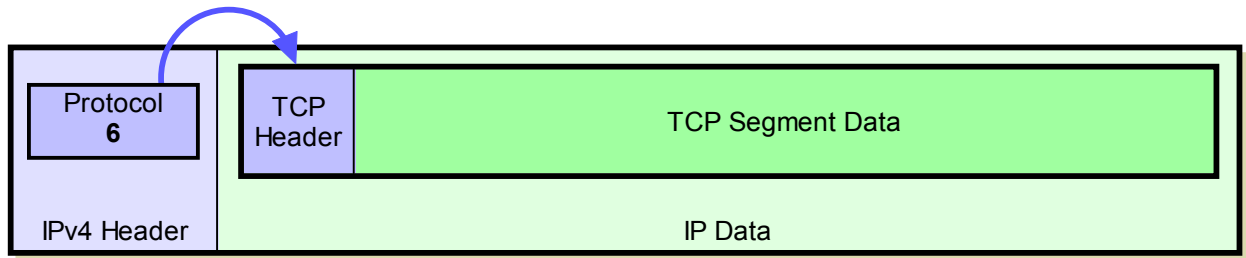 Protocol
6
TCP
Header
TCP Segment Data
IPv4 Header
IP Data